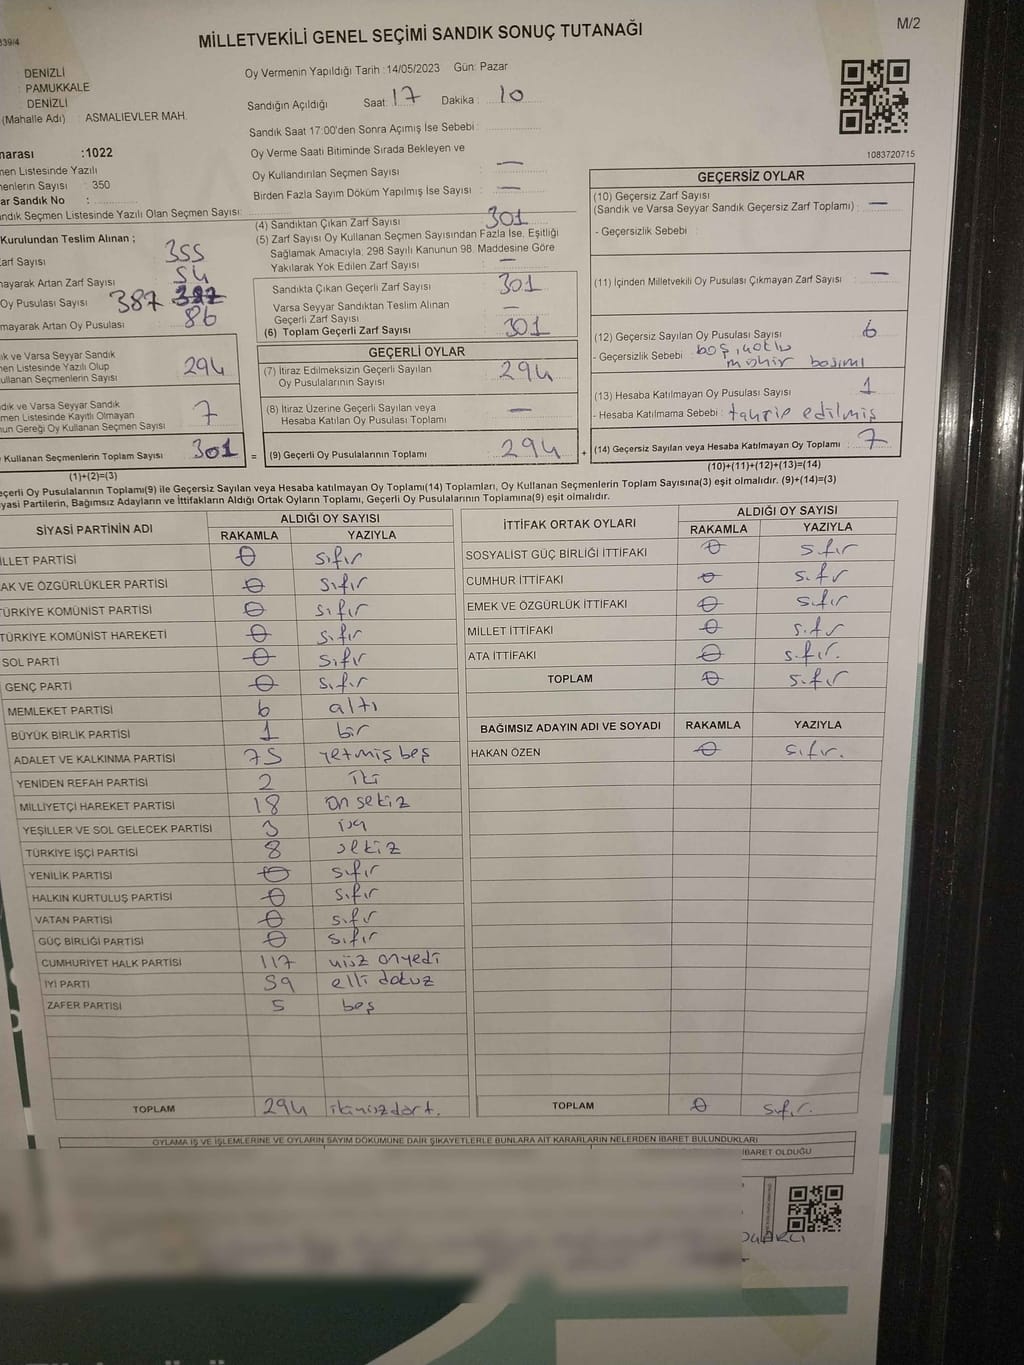 839/4
MİLLETVEKİLİ GENEL SEÇİMİ SANDIK SONUÇ TUTANAĞI
M/2
DENİZLİ
PAMUKKALE
DENİZLİ
(Mahalle Adı) : ASMALIEVLER MAH.
Oy Vermenin Yapıldığı Tarih : 14/05/2023 Gün: Pazar
Sandığın Açıldığı Saat: 17 Dakika : 10
Sandık Saat 17:00'den Sonra Açımış İse Sebebi :
Oy Verme Saati Bitiminde Sırada Bekleyen ve
Oy Kullandırılan Seçmen Sayısı : —
Birden Fazla Sayım Döküm Yapılmış İse Sayısı : —
1083720715
narası :1022
men Listesinde Yazılı
menlerin Sayısı : 350
ar Sandık No :
andık Seçmen Listesinde Yazılı Olan Seçmen Sayısı:
Kurulundan Teslim Alınan ;
arf Sayısı 355
nayarak Artan Zarf Sayısı 54
Oy Pusulası Sayısı 387
mayarak Artan Oy Pusulası 86
ık ve Varsa Seyyar Sandık
en Listesinde Yazılı Olup
ullanan Seçmenlerin Sayısı 294
dık ve Varsa Seyyar Sandık
men Listesinde Kayıtlı Olmayan
un Gereği Oy Kullanan Seçmen Sayısı 7
Kullanan Seçmenlerin Toplam Sayısı 301
(1)+(2)=(3)
(4) Sandıktan Çıkan Zarf Sayısı : 301
(5) Zarf Sayısı Oy Kullanan Seçmen Sayısından Fazla İse, Eşitliği
Sağlamak Amacıyla, 298 Sayılı Kanunun 98. Maddesine Göre
Yakılarak Yok Edilen Zarf Sayısı : —
Sandıkta Çıkan Geçerli Zarf Sayısı : 301
Varsa Seyyar Sandıktan Teslim Alınan
Geçerli Zarf Sayısı : —
(6) Toplam Geçerli Zarf Sayısı : 301
GEÇERLİ OYLAR
(7) İtiraz Edilmeksizin Geçerli Sayılan
Oy Pusulalarının Sayısı : 294
(8) İtiraz Üzerine Geçerli Sayılan veya
Hesaba Katılan Oy Pusulaları Toplamı : —
= (9) Geçerli Oy Pusulalarının Toplamı : 294 +
GEÇERSİZ OYLAR
(10) Geçersiz Zarf Sayısı
(Sandık ve Varsa Seyyar Sandık Geçersiz Zarf Toplamı) : —
- Geçersizlik Sebebi :
(11) İçinden Milletvekili Oy Pusulası Çıkmayan Zarf Sayısı : —
(12) Geçersiz Sayılan Oy Pusulası Sayısı : 6
- Geçersizlik Sebebi : boş, çoklu
mühür basımı
(13) Hesaba Katılmayan Oy Pusulası Sayısı : 1
- Hesaba Katılmama Sebebi : tahrip edilmiş
(14) Geçersiz Sayılan veya Hesaba Katılmayan Oy Toplamı : 7
(10)+(11)+(12)+(13)=(14)
eçerli Oy Pusulalarının Toplamı(9) ile Geçersiz Sayılan veya Hesaba katılmayan Oy Toplamı(14) Toplamları, Oy Kullanan Seçmenlerin Toplam Sayısına(3) eşit olmalıdır. (9)+(14)=(3)
iyasi Partilerin, Bağımsız Adayların ve İttifakların Aldığı Ortak Oyların Toplamı, Geçerli Oy Pusulalarının Toplamına(9) eşit olmalıdır.
SİYASİ PARTİNİN ADI ALDIĞI OY SAYISI
RAKAMLA YAZIYLA
İLLET PARTİSİ 0 sıfır
AK VE ÖZGÜRLÜKLER PARTİSİ 0 sıfır
TÜRKİYE KOMÜNİST PARTİSİ 0 sıfır
TÜRKİYE KOMÜNİST HAREKETİ 0 sıfır
SOL PARTİ 0 sıfır
GENÇ PARTİ 0 sıfır
MEMLEKET PARTİSİ 6 altı
BÜYÜK BİRLİK PARTİSİ 1 bir
ADALET VE KALKINMA PARTİSİ 75 yetmiş beş
YENİDEN REFAH PARTİSİ 2 iki
MİLLİYETÇİ HAREKET PARTİSİ 18 on sekiz
YEŞİLLER VE SOL GELECEK PARTİSİ 3 üç
TÜRKİYE İŞÇİ PARTİSİ 8 sekiz
YENİLİK PARTİSİ 0 sıfır
HALKIN KURTULUŞ PARTİSİ 0 sıfır
VATAN PARTİSİ 0 sıfır
GÜÇ BİRLİĞİ PARTİSİ 0 sıfır
CUMHURİYET HALK PARTİSİ 117 yüz onyedi
İYİ PARTİ 59 elli dokuz
ZAFER PARTİSİ 5 beş
TOPLAM 294 ikiyüzdört.
İTTİFAK ORTAK OYLARI ALDIĞI OY SAYISI
RAKAMLA YAZIYLA
SOSYALİST GÜÇ BİRLİĞİ İTTİFAKI 0 sıfır
CUMHUR İTTİFAKI 0 sıfır
EMEK VE ÖZGÜRLÜK İTTİFAKI 0 sıfır
MİLLET İTTİFAKI 0 sıfır
ATA İTTİFAKI 0 sıfır.
TOPLAM 0 sıfır
BAĞIMSIZ ADAYIN ADI VE SOYADI RAKAMLA YAZIYLA
HAKAN ÖZEN 0 sıfır.
TOPLAM 0 sıfır.
OYLAMA İŞ VE İŞLEMLERİNE VE OYLARIN SAYIM DÖKÜMÜNE DAİR ŞİKAYETLERLE BUNLARA AİT KARARLARIN NELERDEN İBARET BULUNDUKLARI
İBARET OLDUĞU